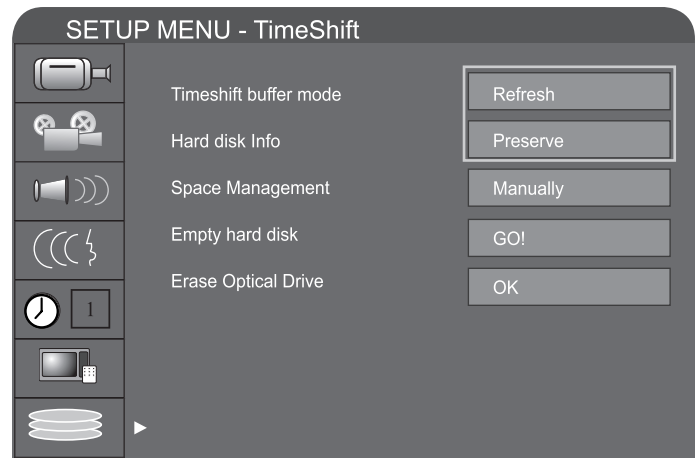 SETUP MENU - TimeShift
Timeshift buffer mode Refresh
Hard disk Info Preserve
Space Management Manually
Empty hard disk GO!
Erase Optical Drive OK
1